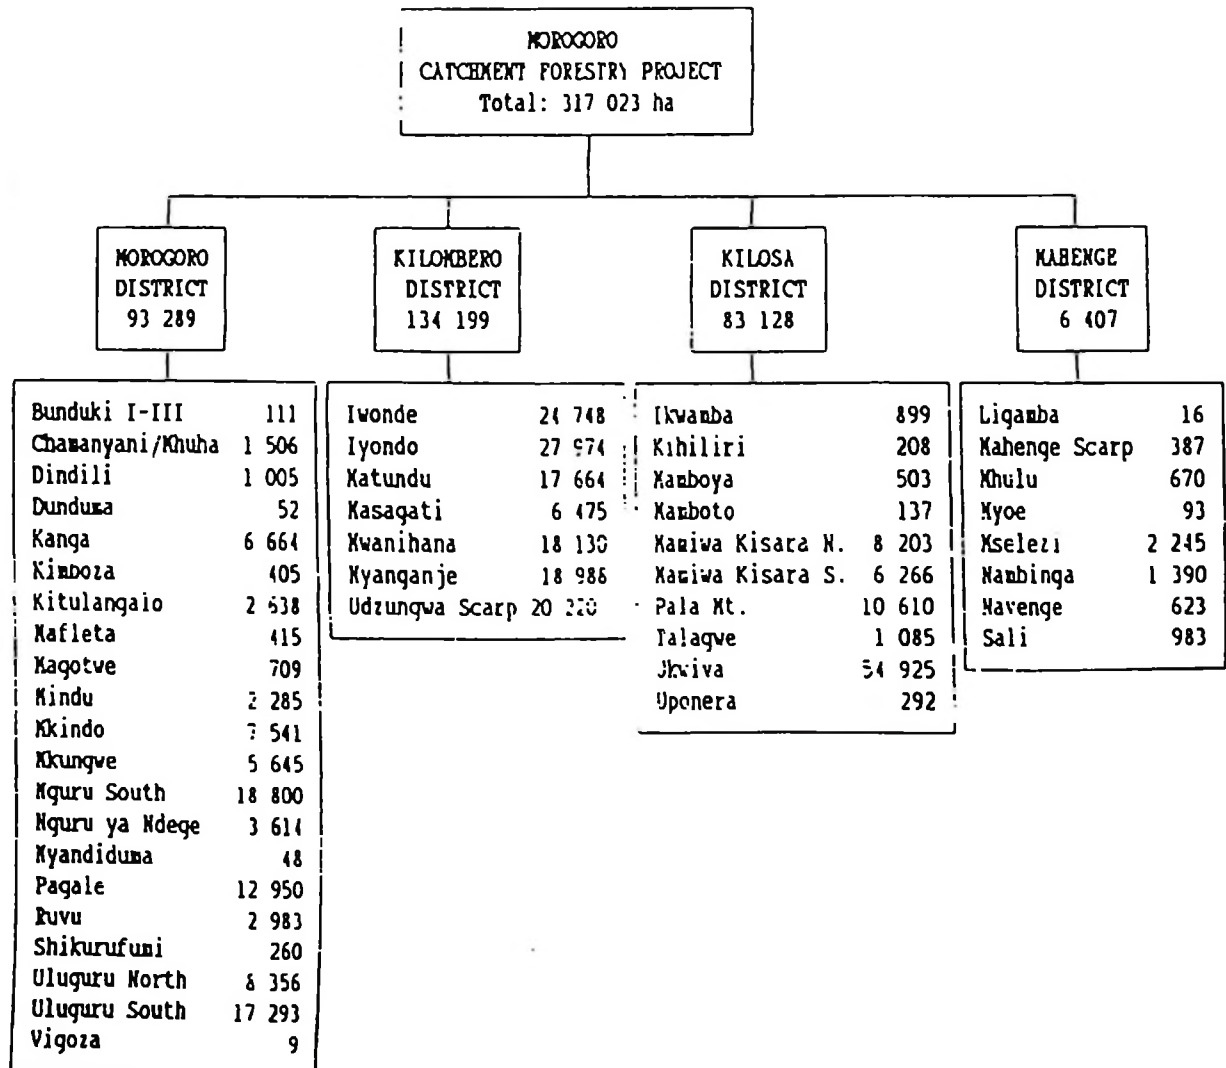 MOROGORO
CATCHMENT FORESTRY PROJECT
Total: 317 023 ha
MOROGORO
DISTRICT
93 289
KILOMBERO
DISTRICT
134 199
KILOSA
DISTRICT
83 128
MAHENGE
DISTRICT
6 407
Bunduki I-III 111
Chamanyani/Mhuha 1 506
Dindili 1 005
Dunduma 52
Kanga 6 664
Kimboza 405
Kitulangalo 2 638
Mafleta 415
Magotwe 709
Mindu 2 285
Mkindo 7 541
Mkungwe 5 645
Nguru South 18 800
Nguru ya Ndege 3 614
Nyandiduma 48
Pagale 12 950
Ruvu 2 983
Shikurufumi 260
Uluguru North 8 356
Uluguru South 17 293
Vigoza 9
Iwonde 24 748
Iyondo 27 974
Matundu 17 664
Masagati 6 475
Mwanihana 18 130
Nyanganje 18 988
Udzungwa Scarp 20 220
Ikwamba 899
Kihiliri 208
Mamboya 503
Mamboto 137
Mamiwa Kisara N. 8 203
Mamiwa Kisara S. 6 266
Pala Mt. 10 610
Talagwe 1 085
Ukwiva 54 925
Uponera 292
Ligamba 16
Mahenge Scarp 387
Mhulu 670
Myoe 93
Mselezi 2 245
Nambinga 1 390
Nawenge 623
Sali 983